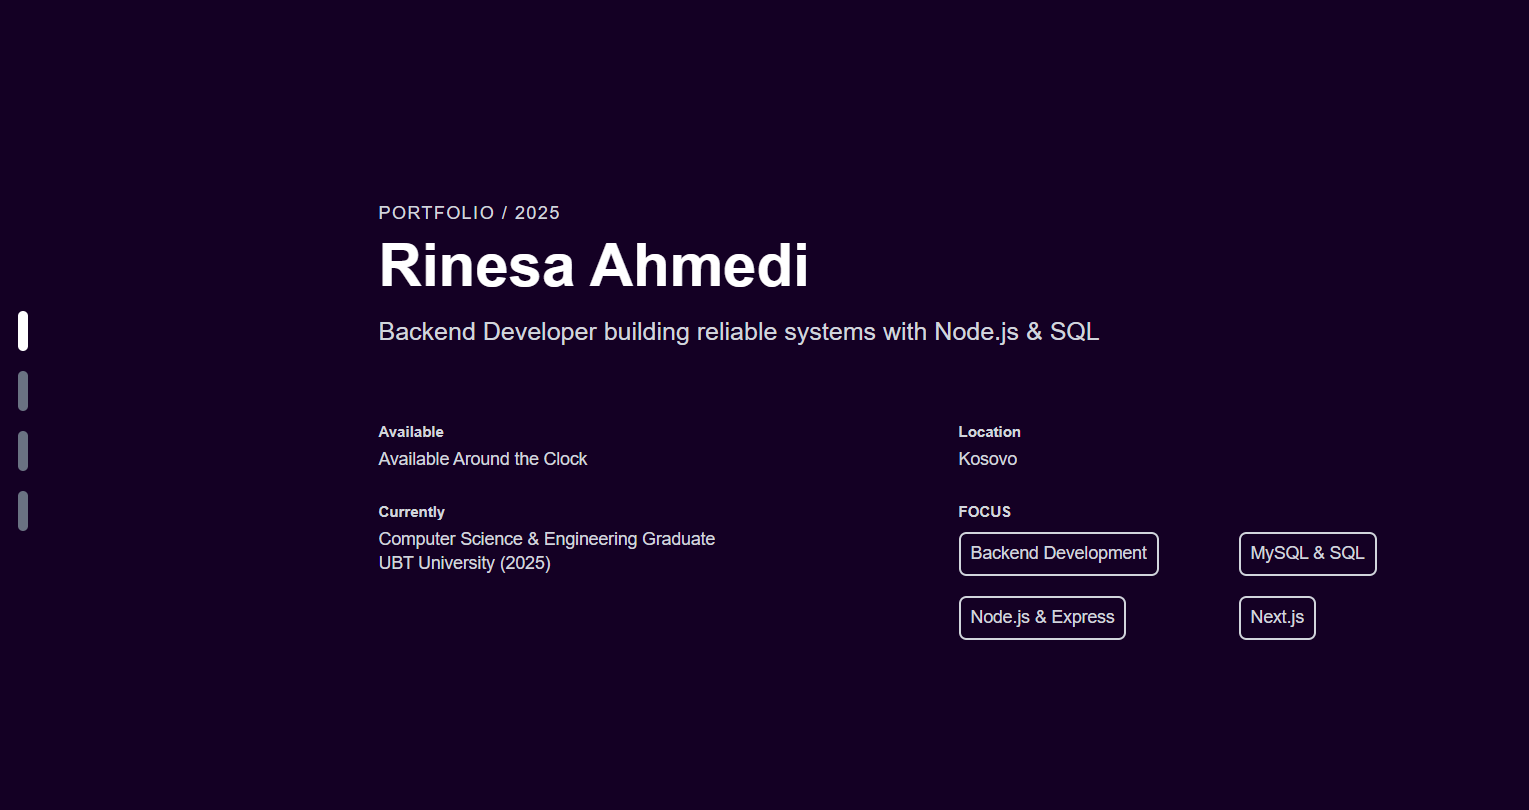 PORTFOLIO / 2025
Rinesa Ahmedi
Backend Developer building reliable systems with Node.js & SQL
Available
Available Around the Clock
Location
Kosovo
Currently
Computer Science & Engineering Graduate
UBT University (2025)
FOCUS
Backend Development
MySQL & SQL
Node.js & Express
Next.js